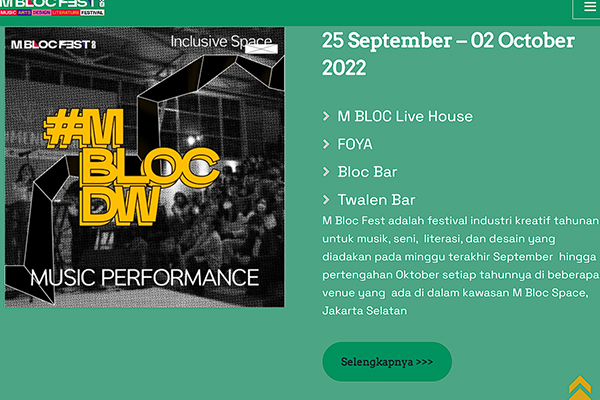 M BLOC FEST
MUSIC ARTS DESIGN LITERATURE FESTIVAL
M BLOC FEST
Inclusive Space
#M
BLOC
DW
MUSIC PERFORMANCE
25 September – 02 October
2022
M BLOC Live House
FOYA
Bloc Bar
Twalen Bar
M Bloc Fest adalah festival industri kreatif tahunan
untuk musik, seni, literasi, dan desain yang
diadakan pada minggu terakhir September hingga
pertengahan Oktober setiap tahunnya di beberapa
venue yang ada di dalam kawasan M Bloc Space,
Jakarta Selatan
Selengkapnya >>>